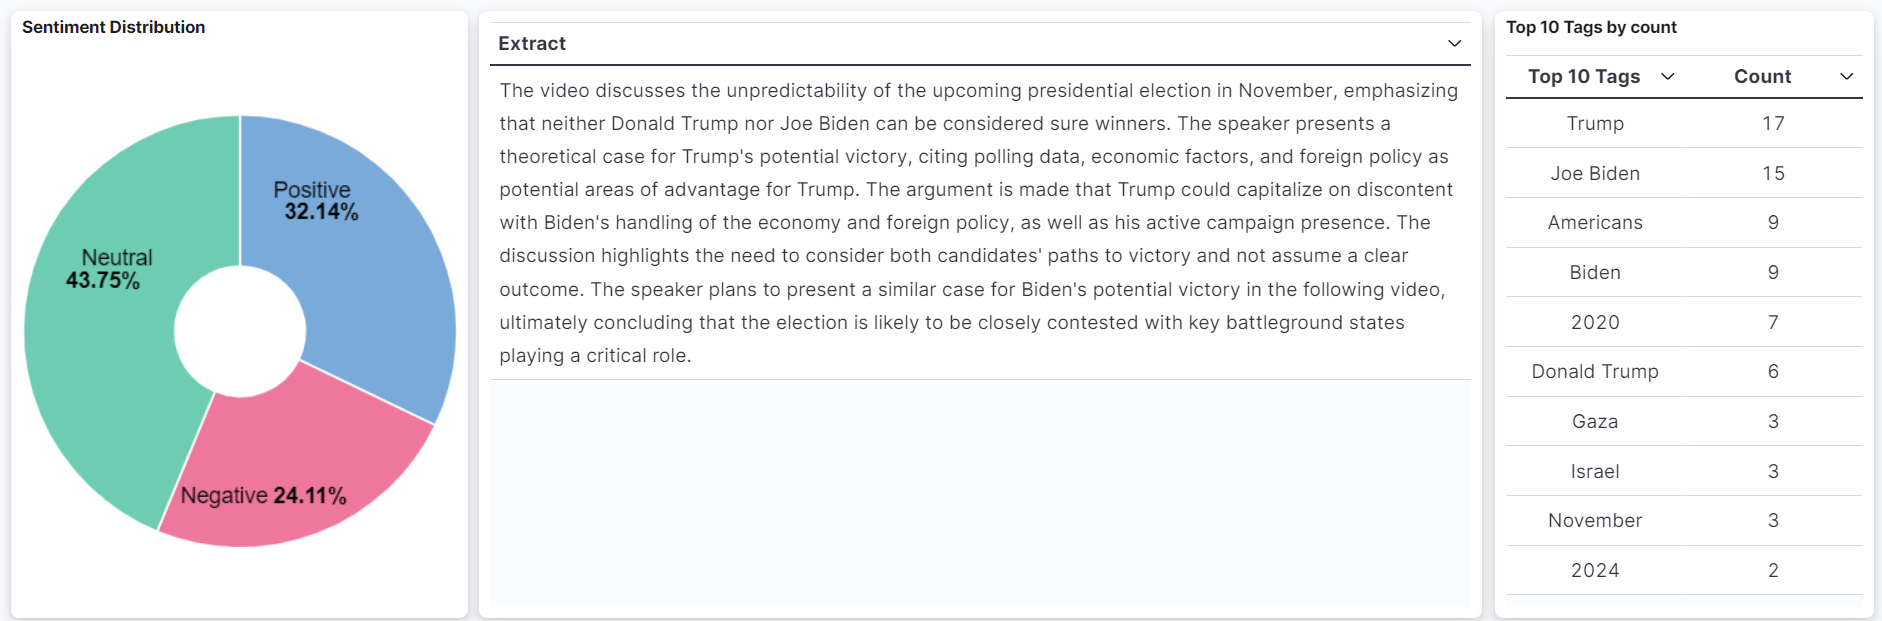 Sentiment Distribution
Positive
32.14%
Neutral
43.75%
Negative 24.11%
Extract
The video discusses the unpredictability of the upcoming presidential election in November, emphasizing
that neither Donald Trump nor Joe Biden can be considered sure winners. The speaker presents a
theoretical case for Trump's potential victory, citing polling data, economic factors, and foreign policy as
potential areas of advantage for Trump. The argument is made that Trump could capitalize on discontent
with Biden's handling of the economy and foreign policy, as well as his active campaign presence. The
discussion highlights the need to consider both candidates' paths to victory and not assume a clear
outcome. The speaker plans to present a similar case for Biden's potential victory in the following video,
ultimately concluding that the election is likely to be closely contested with key battleground states
playing a critical role.
Top 10 Tags by count
Top 10 Tags Count
Trump 17
Joe Biden 15
Americans 9
Biden 9
2020 7
Donald Trump 6
Gaza 3
Israel 3
November 3
2024 2